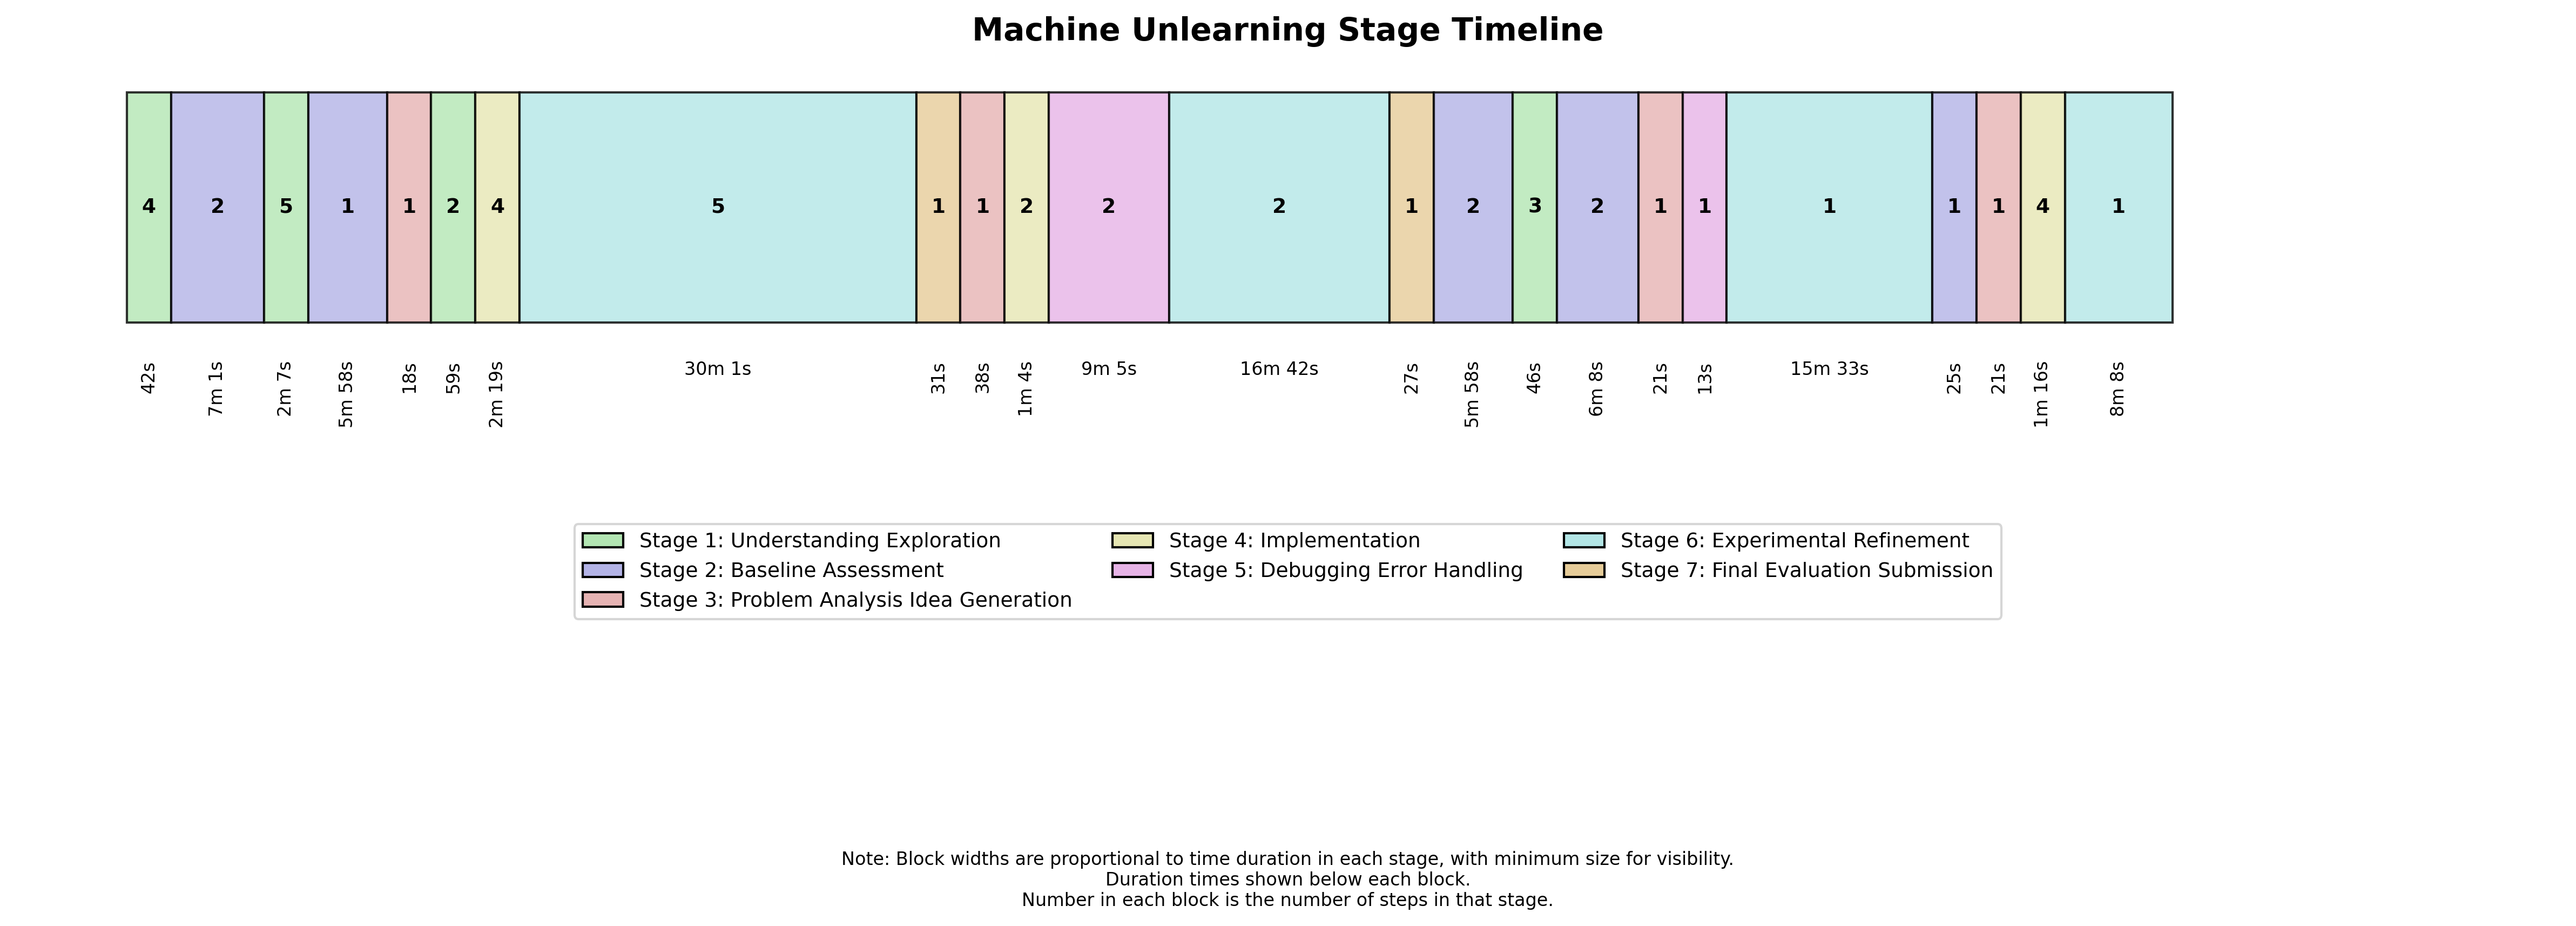 Machine Unlearning Stage Timeline
4 2 5 1 1 2 4 5 1 1 2 2 2 1 2 3 2 1 1 1 1 1 4 1
42s 7m 1s 2m 7s 5m 58s 18s 59s 2m 19s 30m 1s 31s 38s 1m 4s 9m 5s 16m 42s 27s 5m 58s 46s 6m 8s 21s 13s 15m 33s 25s 21s 1m 16s 8m 8s
Stage 1: Understanding Exploration
Stage 2: Baseline Assessment
Stage 3: Problem Analysis Idea Generation
Stage 4: Implementation
Stage 5: Debugging Error Handling
Stage 6: Experimental Refinement
Stage 7: Final Evaluation Submission
Note: Block widths are proportional to time duration in each stage, with minimum size for visibility.
Duration times shown below each block.
Number in each block is the number of steps in that stage.